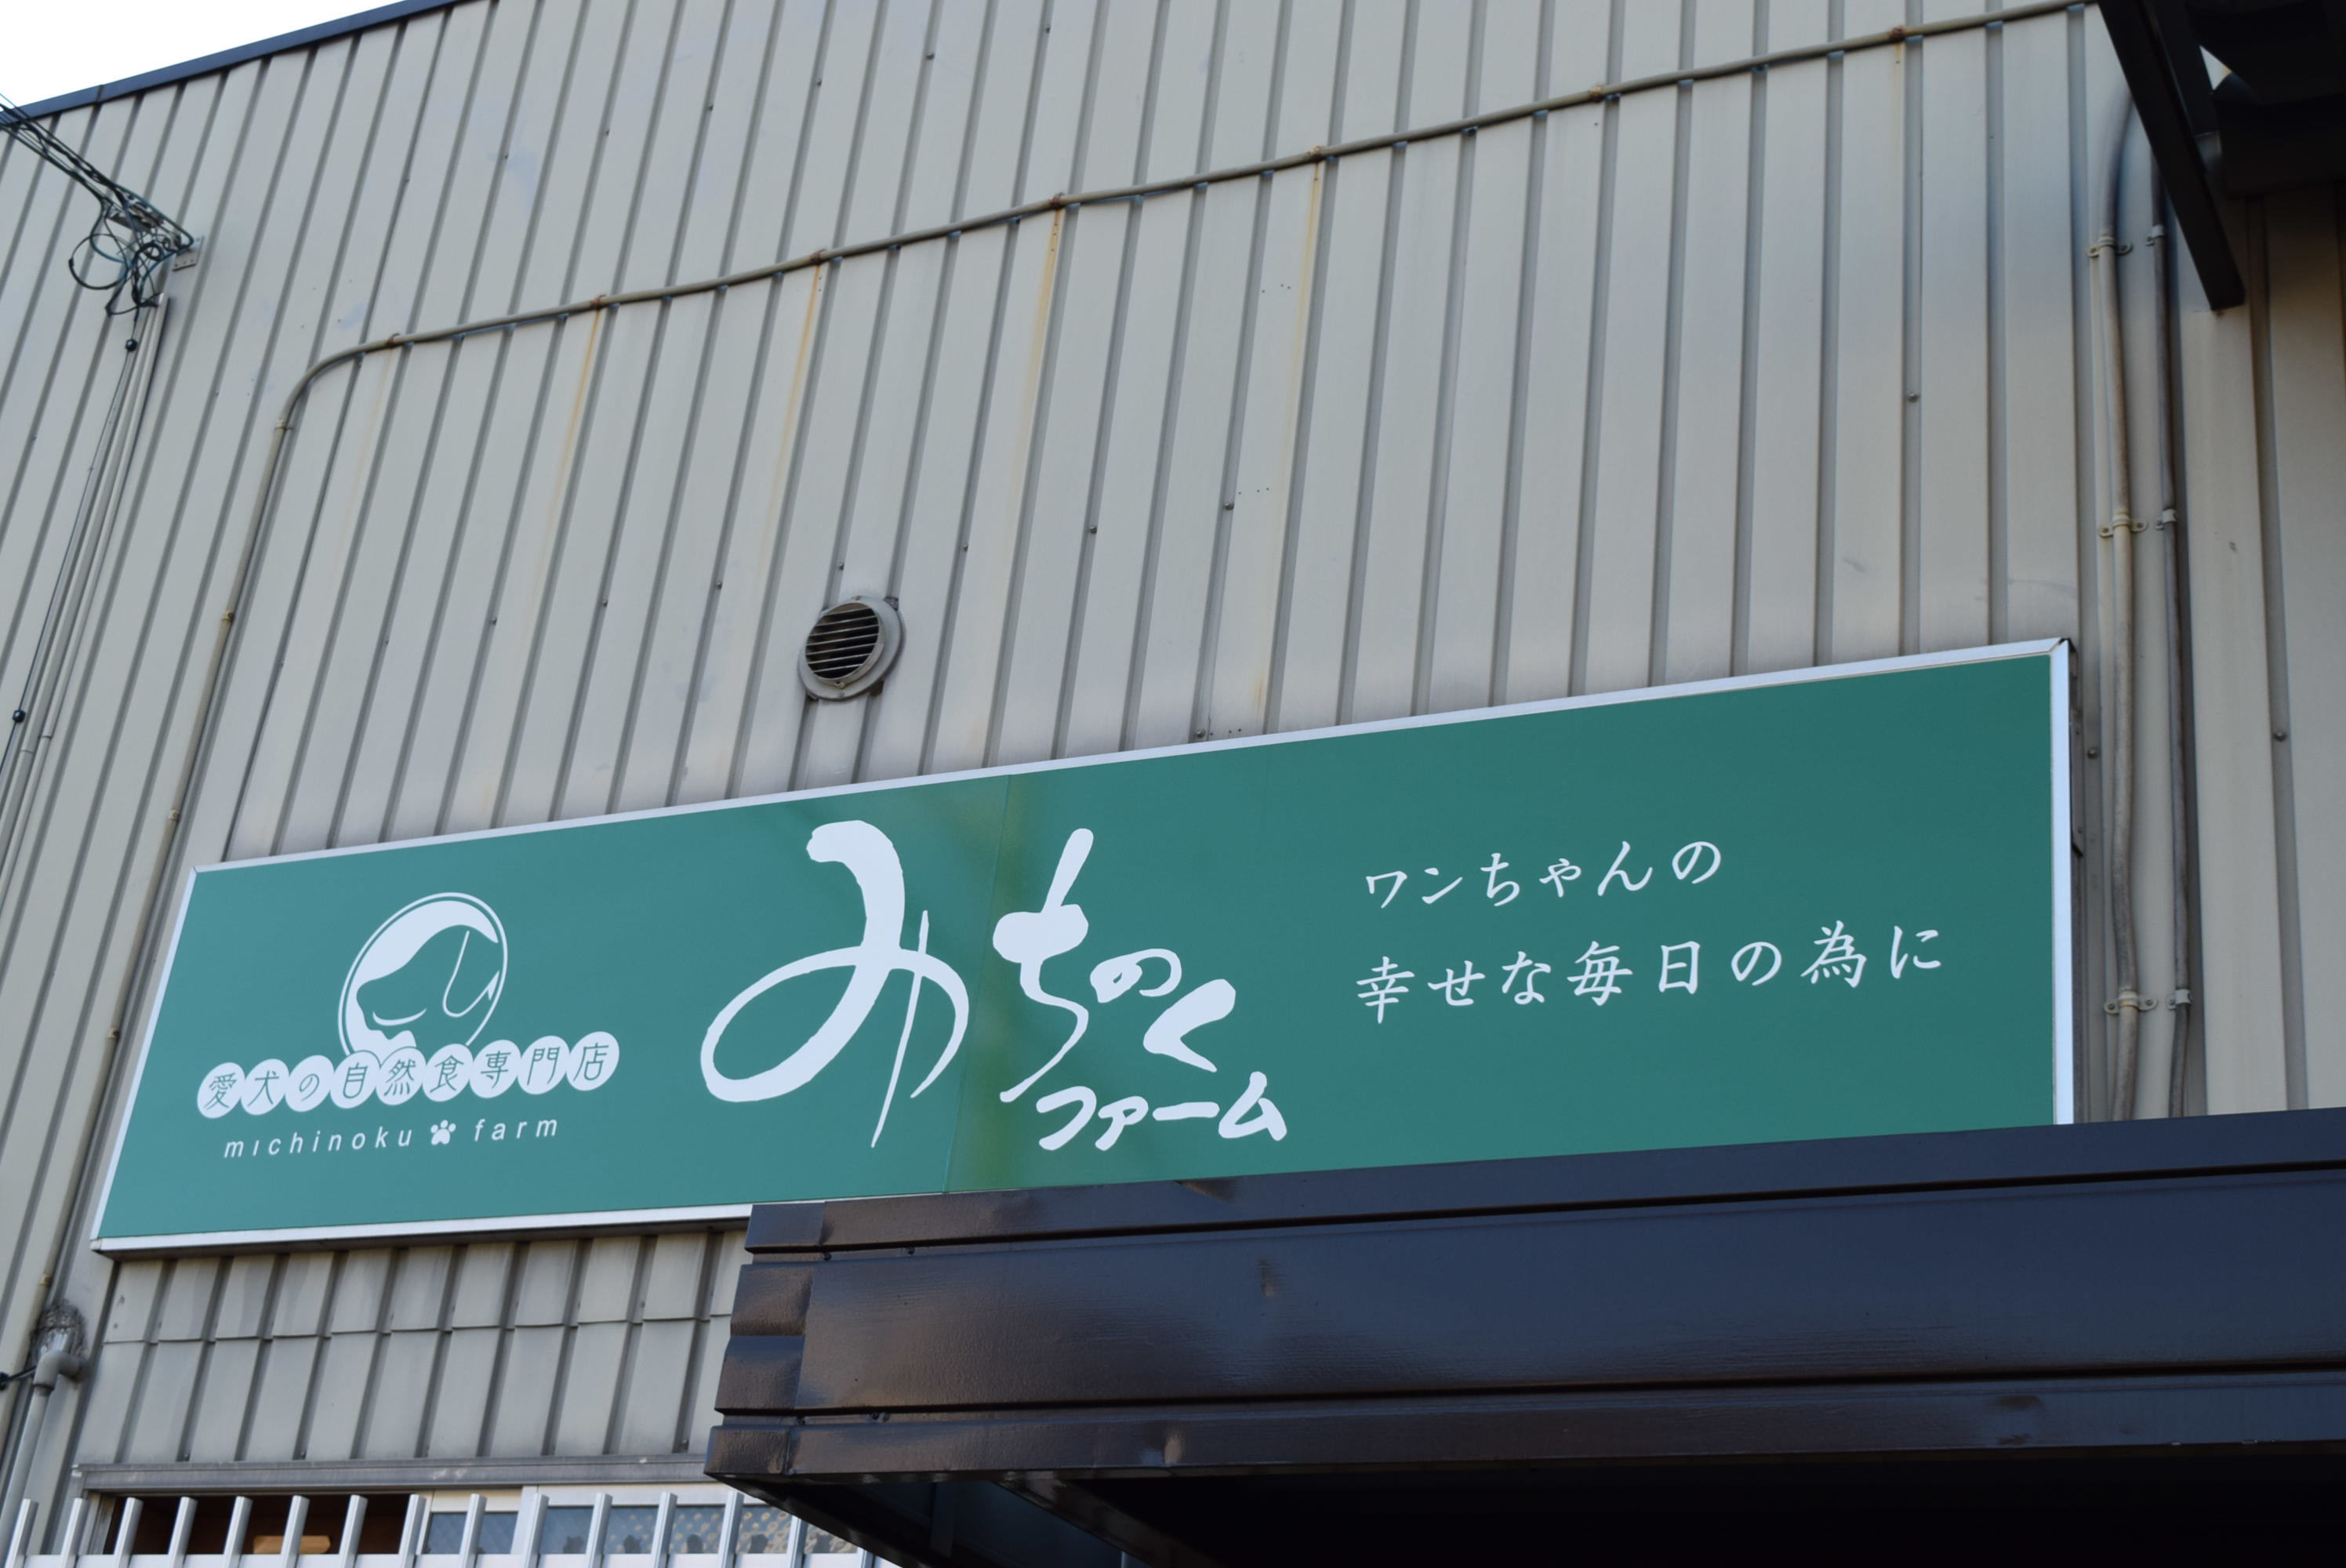 愛犬の自然食専門店
michinoku farm
みちのく
ファーム
ワンちゃんの
幸せな毎日の為に